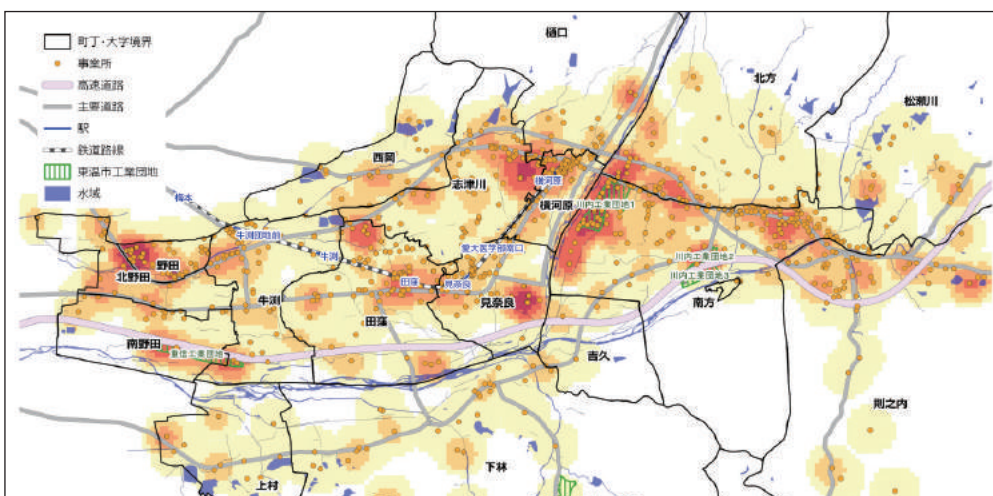 町丁・大字境界
事業所
高速道路
主要道路
駅
鉄道路線
東温市工業団地
水域
樋口
北方
松瀬川
西岡
志津川
横河原
横河原
川内工業団地1
梅本
牛渕団地前
愛大医学部南口
牛渕
川内工業団地2
野田
北野田
川内工業団地3
田窪
見奈良
牛渕
見奈良
南方
田窪
南野田
重信工業団地
吉久
則之内
下林
上村